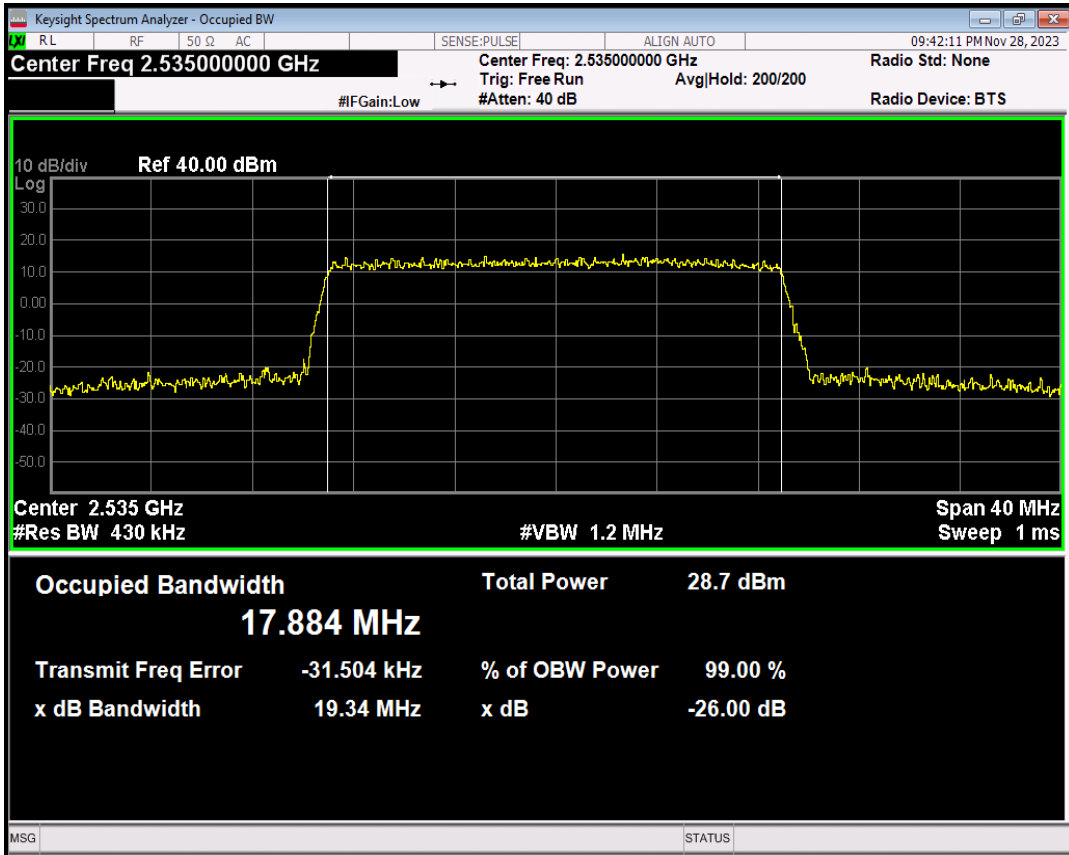 Keysight Spectrum Analyzer - Occupied BW
LXI RL RF 50 Ω AC SENSE:PULSE ALIGN AUTO 09:42:11 PM Nov 28, 2023
Center Freq 2.535000000 GHz
Center Freq: 2.535000000 GHz
Radio Std: None
Trig: Free Run Avg|Hold: 200/200
#IFGain:Low #Atten: 40 dB Radio Device: BTS
10 dB/div Ref 40.00 dBm
Log
30.0
20.0
10.0
0.00
-10.0
-20.0
-30.0
-40.0
-50.0
Center 2.535 GHz Span 40 MHz
#Res BW 430 kHz #VBW 1.2 MHz Sweep 1 ms
Occupied Bandwidth Total Power 28.7 dBm
17.884 MHz
Transmit Freq Error -31.504 kHz % of OBW Power 99.00 %
x dB Bandwidth 19.34 MHz x dB -26.00 dB
MSG STATUS